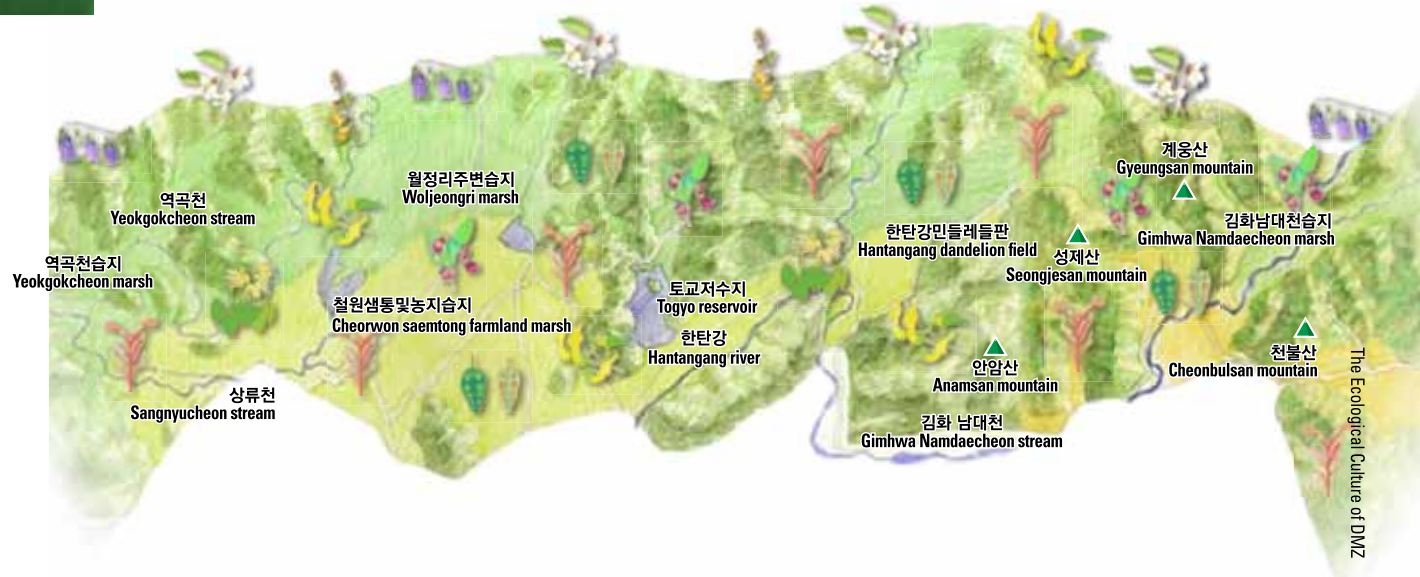 역곡천
Yeokgokcheon stream
역곡천습지
Yeokgokcheon marsh
월정리주변습지
Woljeongri marsh
철원샘통및농지습지
Cheorwon saemtong farmland marsh
상류천
Sangnyucheon stream
토교저수지
Togyo reservoir
한탄강
Hantangang river
한탄강민들레들판
Hantangang dandelion field
계웅산
Gyeungsan mountain
성제산
Seongjesan mountain
김화남대천습지
Gimhwa Namdaecheon marsh
안암산
Anamsan mountain
김화 남대천
Gimhwa Namdaecheon stream
천불산
Cheonbulsan mountain
The Ecological Culture of DMZ